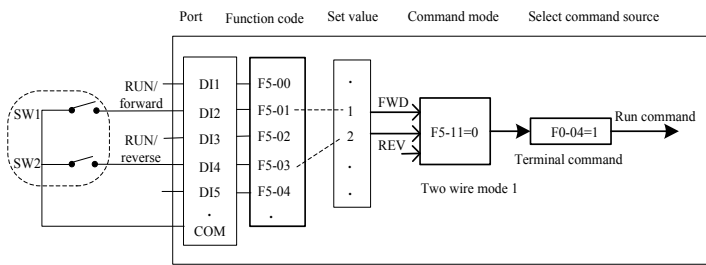 Port Function code Set value Command mode Select command source
RUN/
forward
RUN/
reverse
SW1
SW2
DI1
DI2
DI3
DI4
DI5
.
COM
F5-00
F5-01
F5-02
F5-03
F5-04
.
.
1
2
.
.
FWD
REV
F5-11=0
Two wire mode 1
F0-04=1
Terminal command
Run command